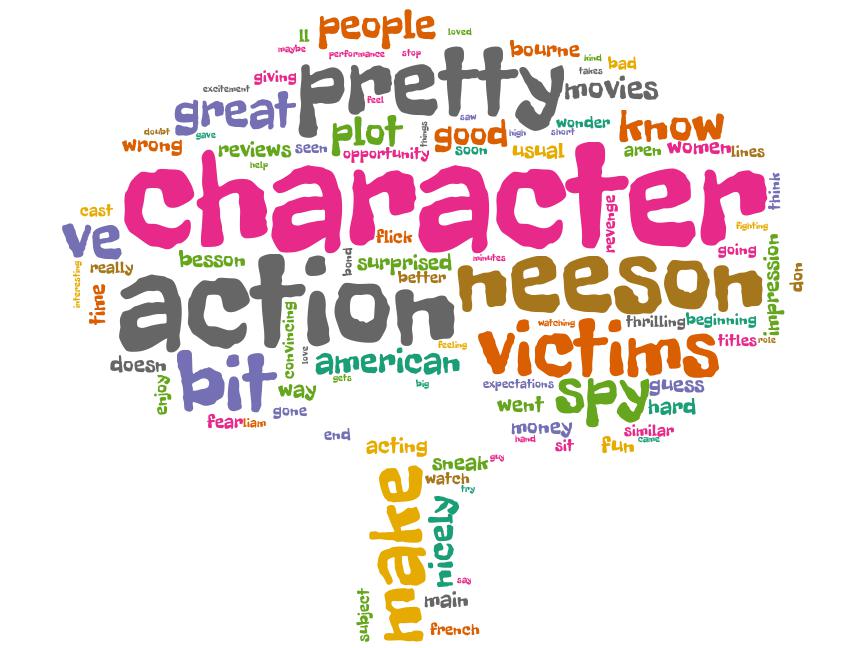 ll people loved
maybe performance stop bourne kind bad
giving pretty takes
excitement feel movies
great saw
doubt gave plot things good high short wonder know
wrong reviews seen opportunity soon usual aren women lines
help
character think
cast revenge fighting
ve flick going
besson bond surprised minutes impression
interesting really better neeson don
time action
convincing watching thrilling beginning
feeling victims titles role
doesn love american
bit gets big expectations spy guess
enjoy way went hard
gone
fear liam money similar
end hand sit fun came
acting
sneak guy
make watch
try
nicely
say
subject main
french